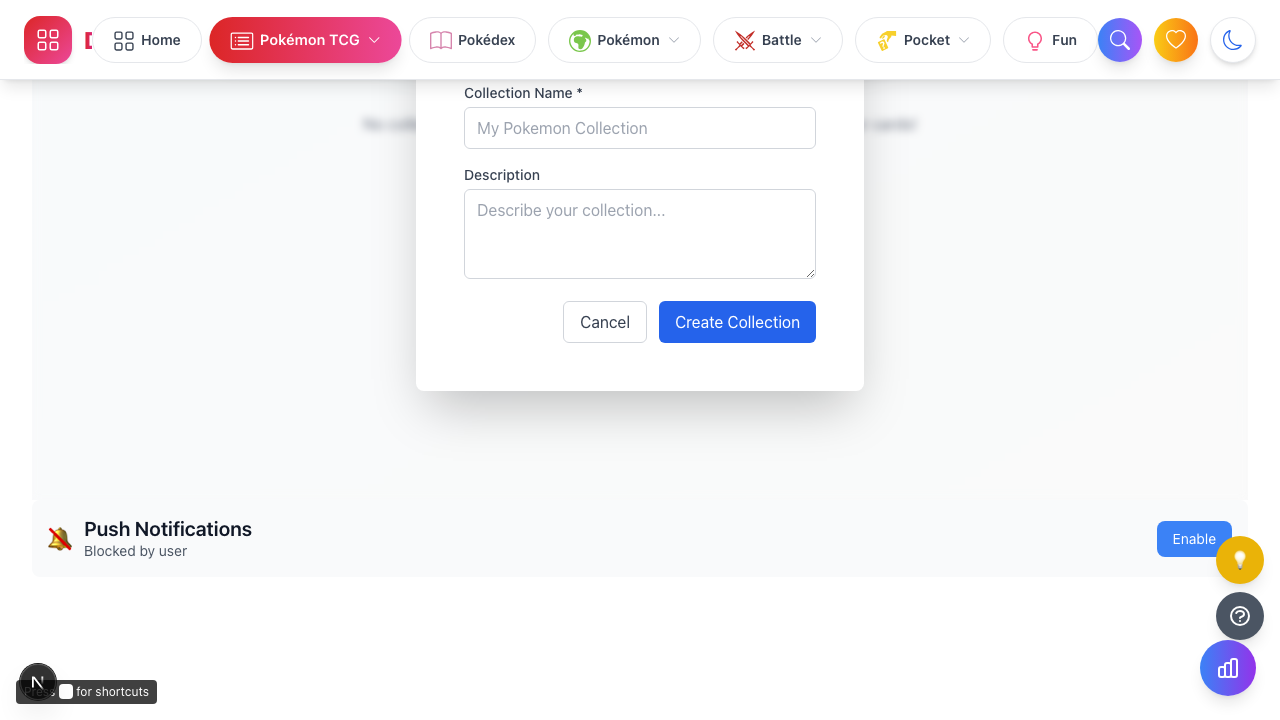 Home
Pokémon TCG
Pokédex
Pokémon
Battle
Pocket
Fun
Collection Name *
My Pokemon Collection
Description
Describe your collection...
Cancel
Create Collection
Push Notifications
Blocked by user
Enable
N
for shortcuts